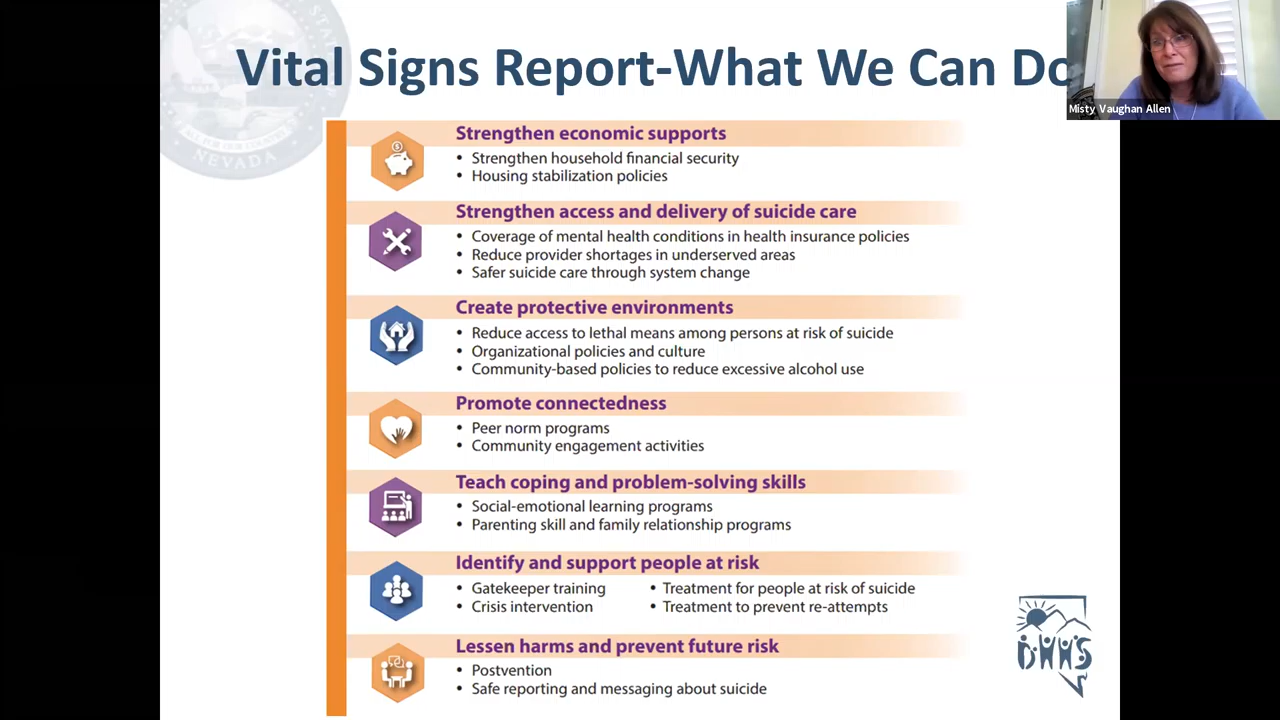 Vital Signs Report-What We Can Do
Misty Vaughan Allen
NEVADA
Strengthen economic supports
• Strengthen household financial security
• Housing stabilization policies
Strengthen access and delivery of suicide care
• Coverage of mental health conditions in health insurance policies
• Reduce provider shortages in underserved areas
• Safer suicide care through system change
Create protective environments
• Reduce access to lethal means among persons at risk of suicide
• Organizational policies and culture
• Community-based policies to reduce excessive alcohol use
Promote connectedness
• Peer norm programs
• Community engagement activities
Teach coping and problem-solving skills
• Social-emotional learning programs
• Parenting skill and family relationship programs
Identify and support people at risk
• Gatekeeper training • Treatment for people at risk of suicide
• Crisis intervention • Treatment to prevent re-attempts
Lessen harms and prevent future risk
• Postvention
• Safe reporting and messaging about suicide
DHHS